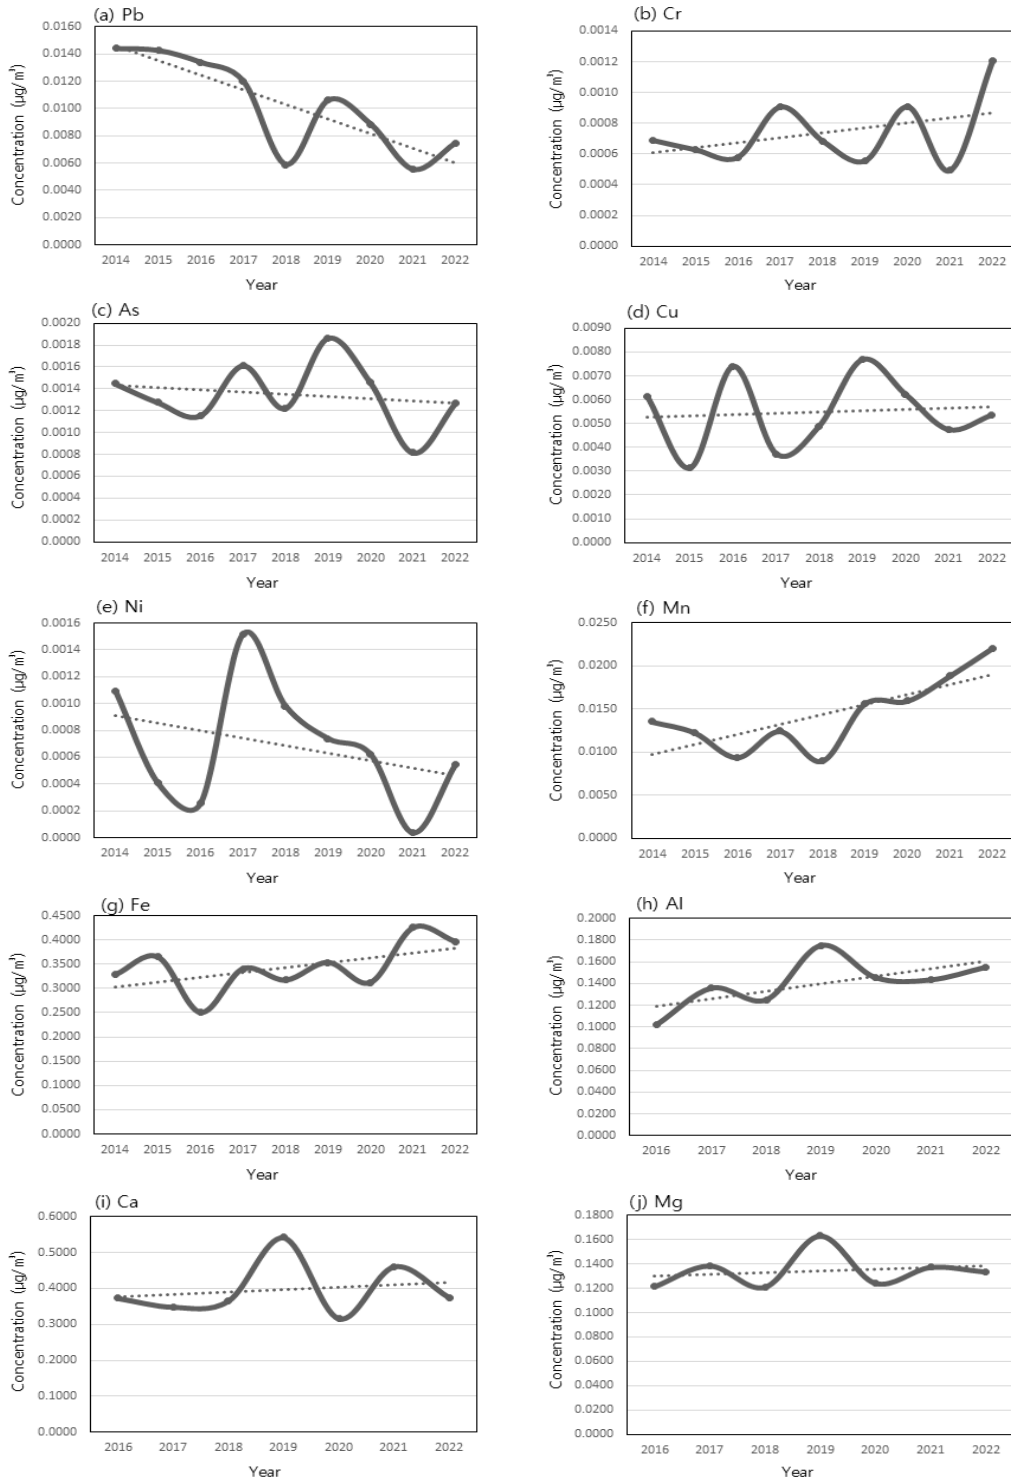 (a) Pb
Concentration (µg/m³)
0.0160
0.0140
0.0120
0.0100
0.0080
0.0060
0.0040
0.0020
0.0000
2014 2015 2016 2017 2018 2019 2020 2021 2022
Year
(b) Cr
Concentration (µg/m³)
0.0014
0.0012
0.0010
0.0008
0.0006
0.0004
0.0002
0.0000
2014 2015 2016 2017 2018 2019 2020 2021 2022
Year
(c) As
Concentration (µg/m³)
0.0020
0.0018
0.0016
0.0014
0.0012
0.0010
0.0008
0.0006
0.0004
0.0002
0.0000
2014 2015 2016 2017 2018 2019 2020 2021 2022
Year
(d) Cu
Concentration (µg/m³)
0.0090
0.0080
0.0070
0.0060
0.0050
0.0040
0.0030
0.0020
0.0010
0.0000
2014 2015 2016 2017 2018 2019 2020 2021 2022
Year
(e) Ni
Concentration (µg/m³)
0.0016
0.0014
0.0012
0.0010
0.0008
0.0006
0.0004
0.0002
0.0000
2014 2015 2016 2017 2018 2019 2020 2021 2022
Year
(f) Mn
Concentration (µg/m³)
0.0250
0.0200
0.0150
0.0100
0.0050
0.0000
2014 2015 2016 2017 2018 2019 2020 2021 2022
Year
(g) Fe
Concentration (µg/m³)
0.4500
0.4000
0.3500
0.3000
0.2500
0.2000
0.1500
0.1000
0.0500
0.0000
2014 2015 2016 2017 2018 2019 2020 2021 2022
Year
(h) Al
Concentration (µg/m³)
0.2000
0.1800
0.1600
0.1400
0.1200
0.1000
0.0800
0.0600
0.0400
0.0200
0.0000
2016 2017 2018 2019 2020 2021 2022
Year
(i) Ca
Concentration (µg/m³)
0.6000
0.5000
0.4000
0.3000
0.2000
0.1000
0.0000
2016 2017 2018 2019 2020 2021 2022
Year
(j) Mg
Concentration (µg/m³)
0.1800
0.1600
0.1400
0.1200
0.1000
0.0800
0.0600
0.0400
0.0200
0.0000
2016 2017 2018 2019 2020 2021 2022
Year